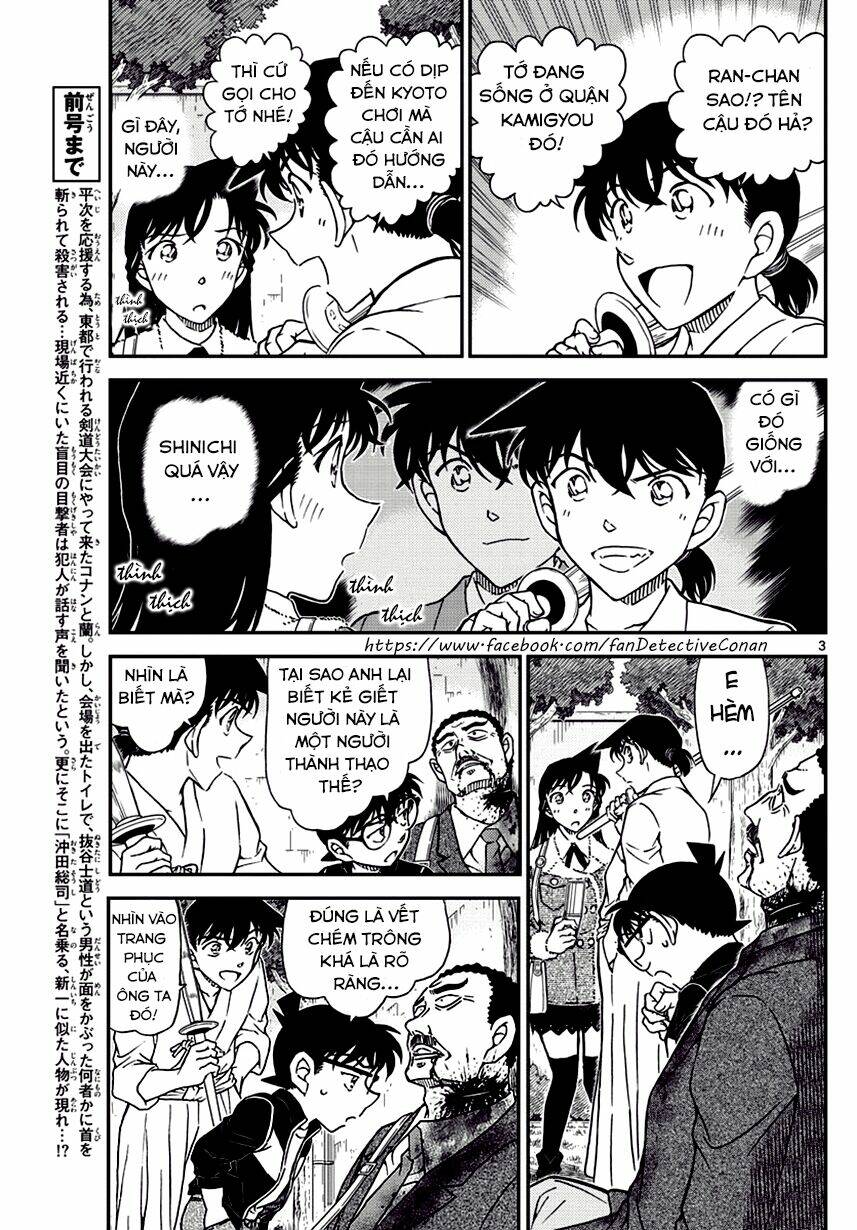 RAN-CHAN
SAO!? TÊN
CẬU ĐÓ HẢ?
TỚ ĐANG
SỐNG Ở QUẬN
KAMIGYOU
ĐÓ!
NẾU CÓ DỊP
ĐẾN KYOTO
CHƠI MÀ
CẬU CẦN AI
ĐÓ HƯỚNG
DẪN...
THÌ CỨ
GỌI CHO
TỚ NHÉ!
GÌ ĐÂY,
NGƯỜI
NÀY...
thình
thịch
CÓ GÌ
ĐÓ
GIỐNG
VỚI...
SHINICHI
QUÁ VẬY
...
thình
thịch
thình
thịch
https://www.facebook.com/fanDetectiveConan
3
E
HÈM
...
TẠI SAO ANH LẠI
BIẾT KẺ GIẾT
NGƯỜI NÀY LÀ
MỘT NGƯỜI
THÀNH THẠO
THẾ?
NHÌN LÀ
BIẾT MÀ?
ĐÚNG LÀ VẾT
CHÉM TRÔNG
KHÁ LÀ RÕ
RÀNG...
NHÌN VÀO
TRANG
PHỤC CỦA
ÔNG TA ĐÓ!
前号まで
ぜんごう
平次を応援する為、東都で行われる剣道大会にやって来たコナンと蘭。しかし、会場を出たトイレで、抜谷士道という男性が面をかぶった何者かに首を
斬られて殺害される…現場近くにいた盲目の目撃者は犯人が話す声を聞いたという。更にそこに「沖田総司」と名乗る、新一に似た人物が現れ…!?